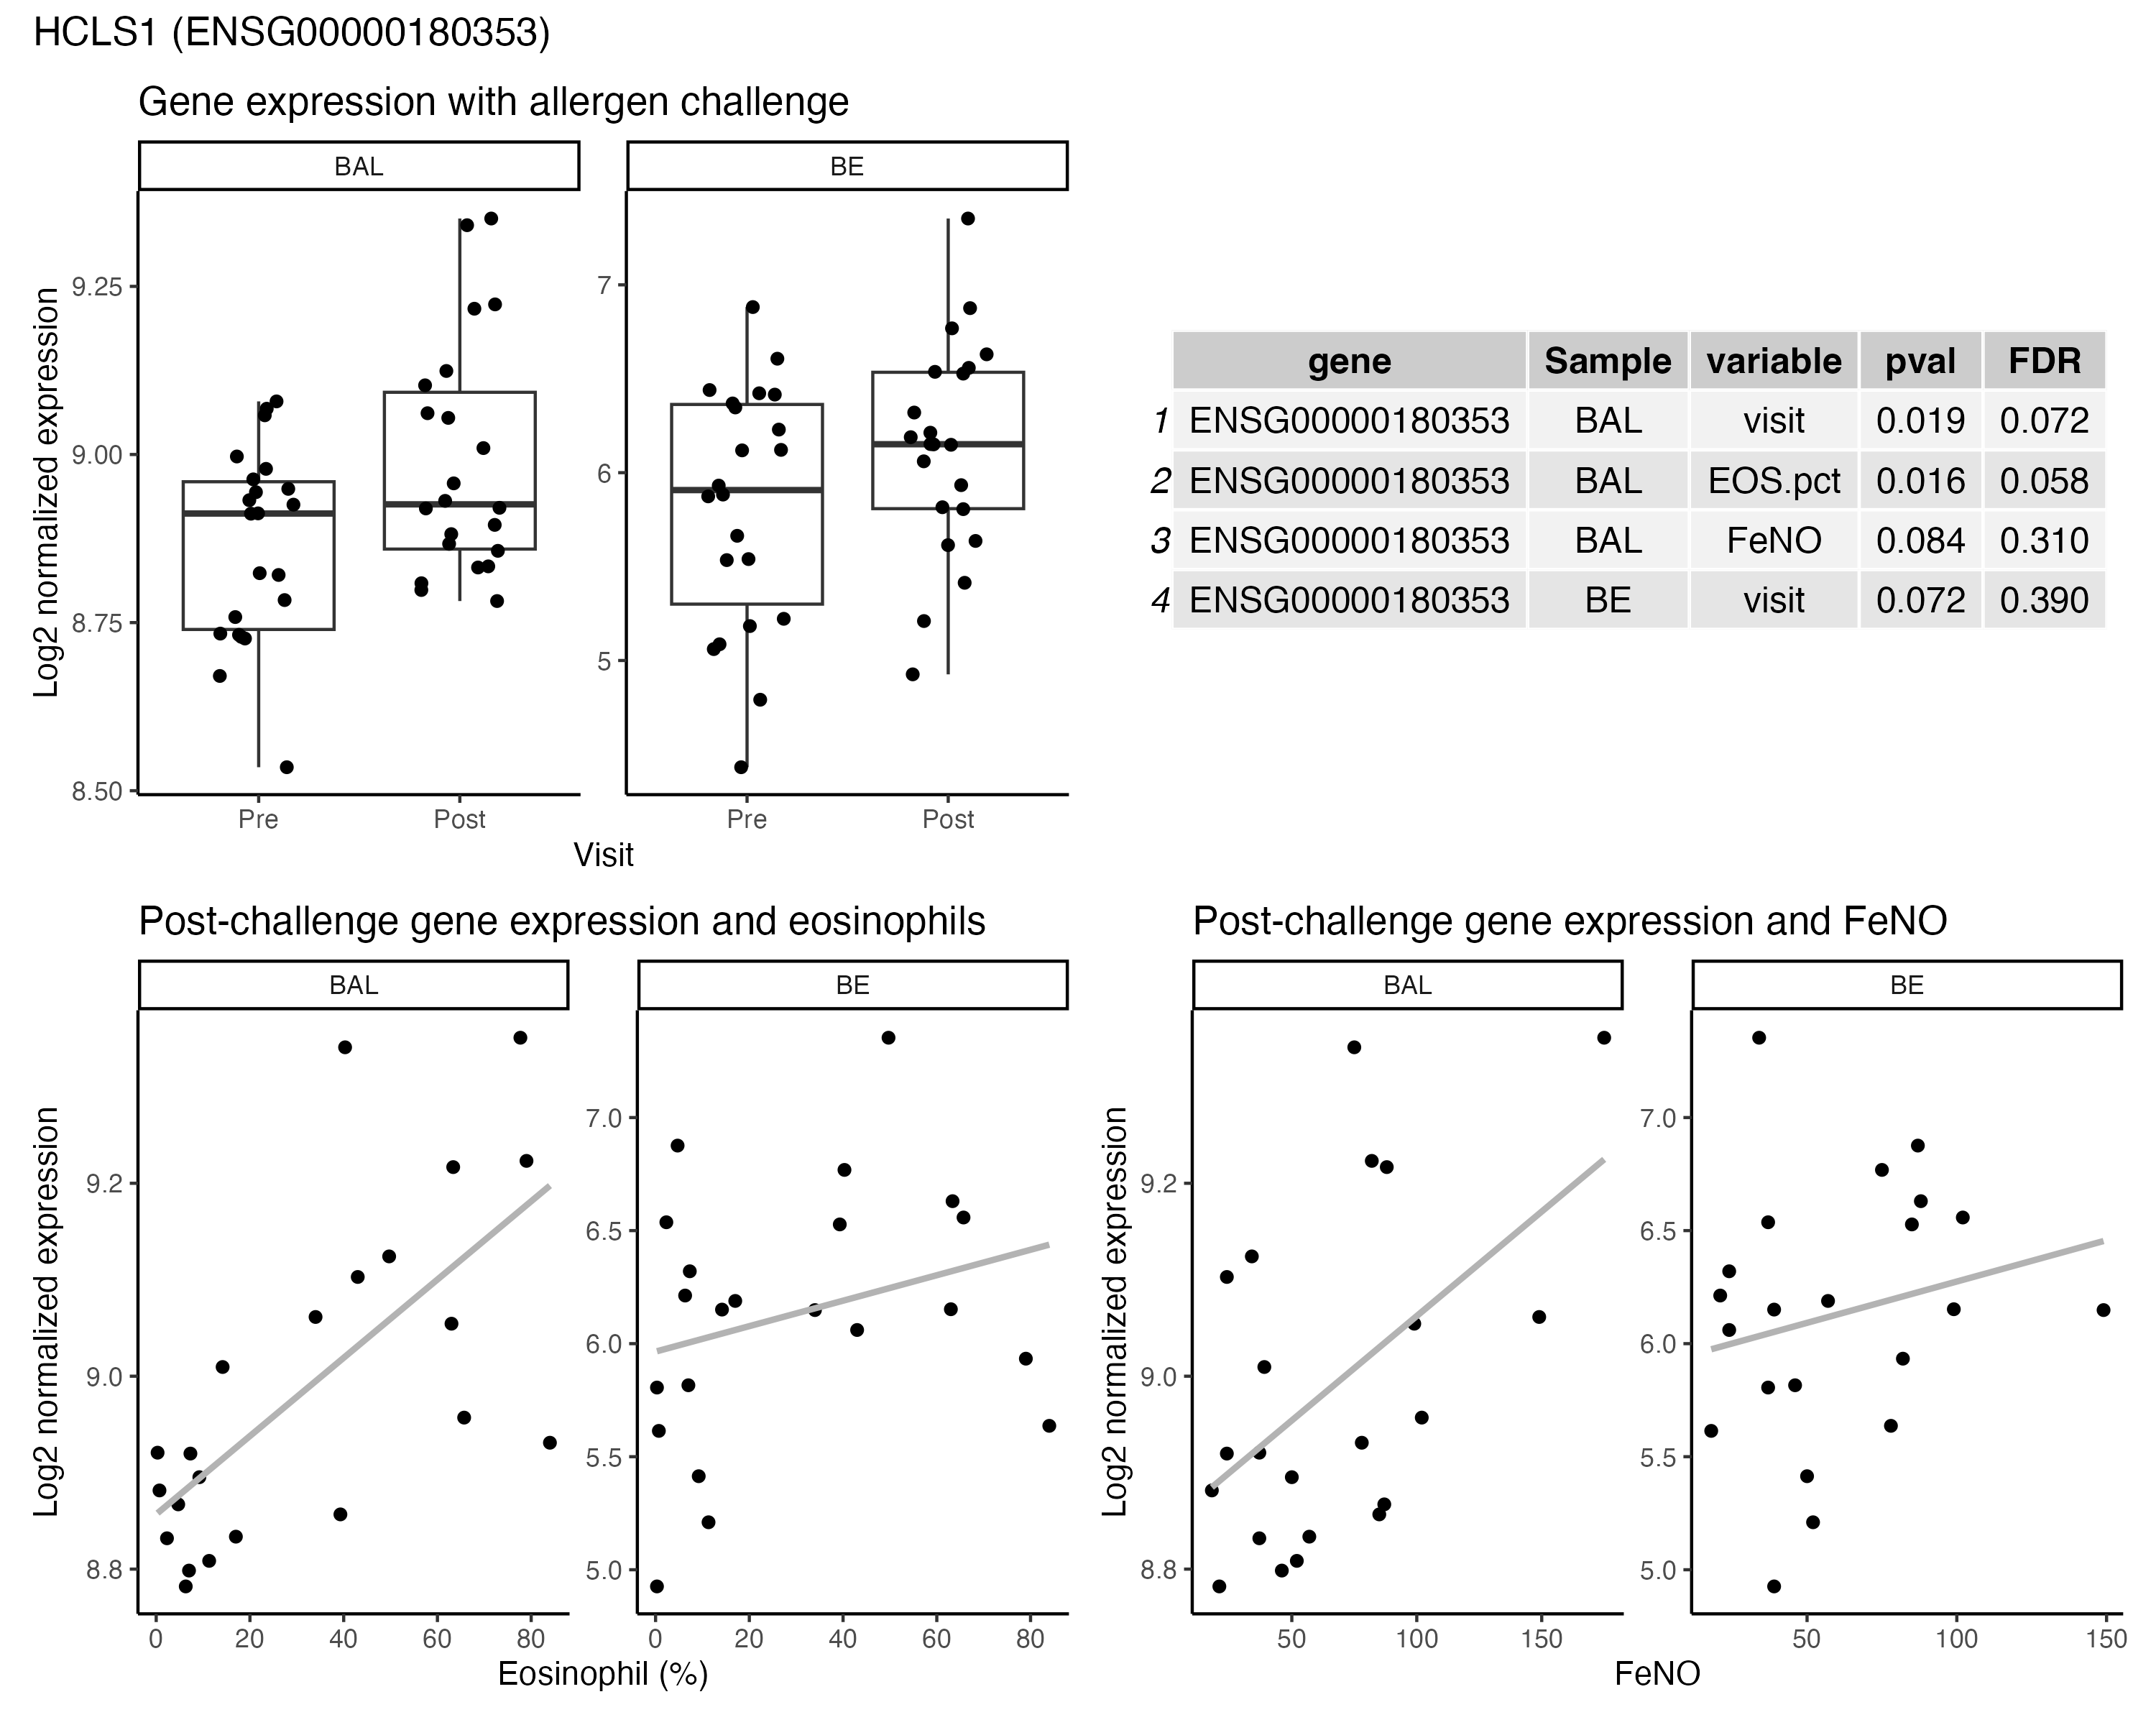 HCLS1 (ENSG00000180353)
Gene expression with allergen challenge
BAL BE
Log2 normalized expression
9.25
9.00
8.75
8.50
7
6
5
Pre Post Pre Post
Visit
gene Sample variable pval FDR
1 ENSG00000180353 BAL visit 0.019 0.072
2 ENSG00000180353 BAL EOS.pct 0.016 0.058
3 ENSG00000180353 BAL FeNO 0.084 0.310
4 ENSG00000180353 BE visit 0.072 0.390
Post-challenge gene expression and eosinophils
BAL BE
Log2 normalized expression
9.2
9.0
8.8
7.0
6.5
6.0
5.5
5.0
0 20 40 60 80 0 20 40 60 80
Eosinophil (%)
Post-challenge gene expression and FeNO
BAL BE
Log2 normalized expression
9.2
9.0
8.8
7.0
6.5
6.0
5.5
5.0
50 100 150 50 100 150
FeNO